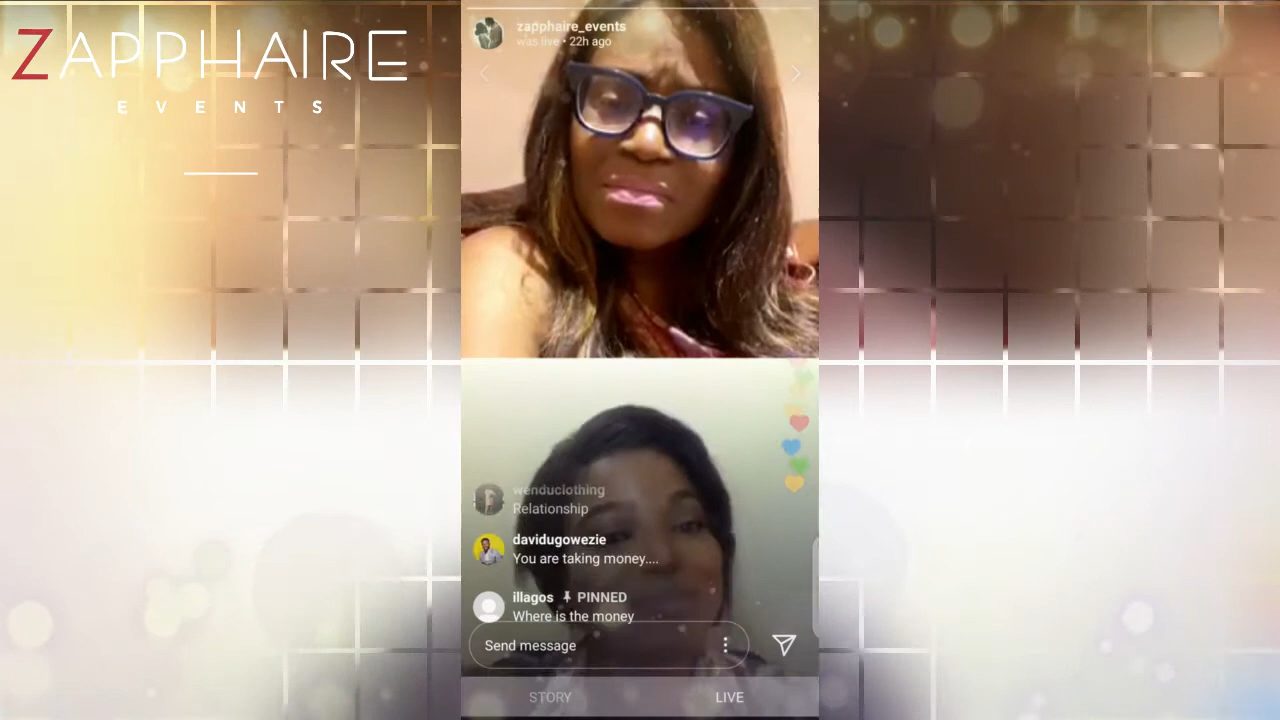 ZAPPHAIRE
EVENTS
zapphaire_events
was live • 22h ago
wenduclothing
Relationship
davidugowezie
You are taking money....
illagos PINNED
Where is the money
Send message
STORY LIVE